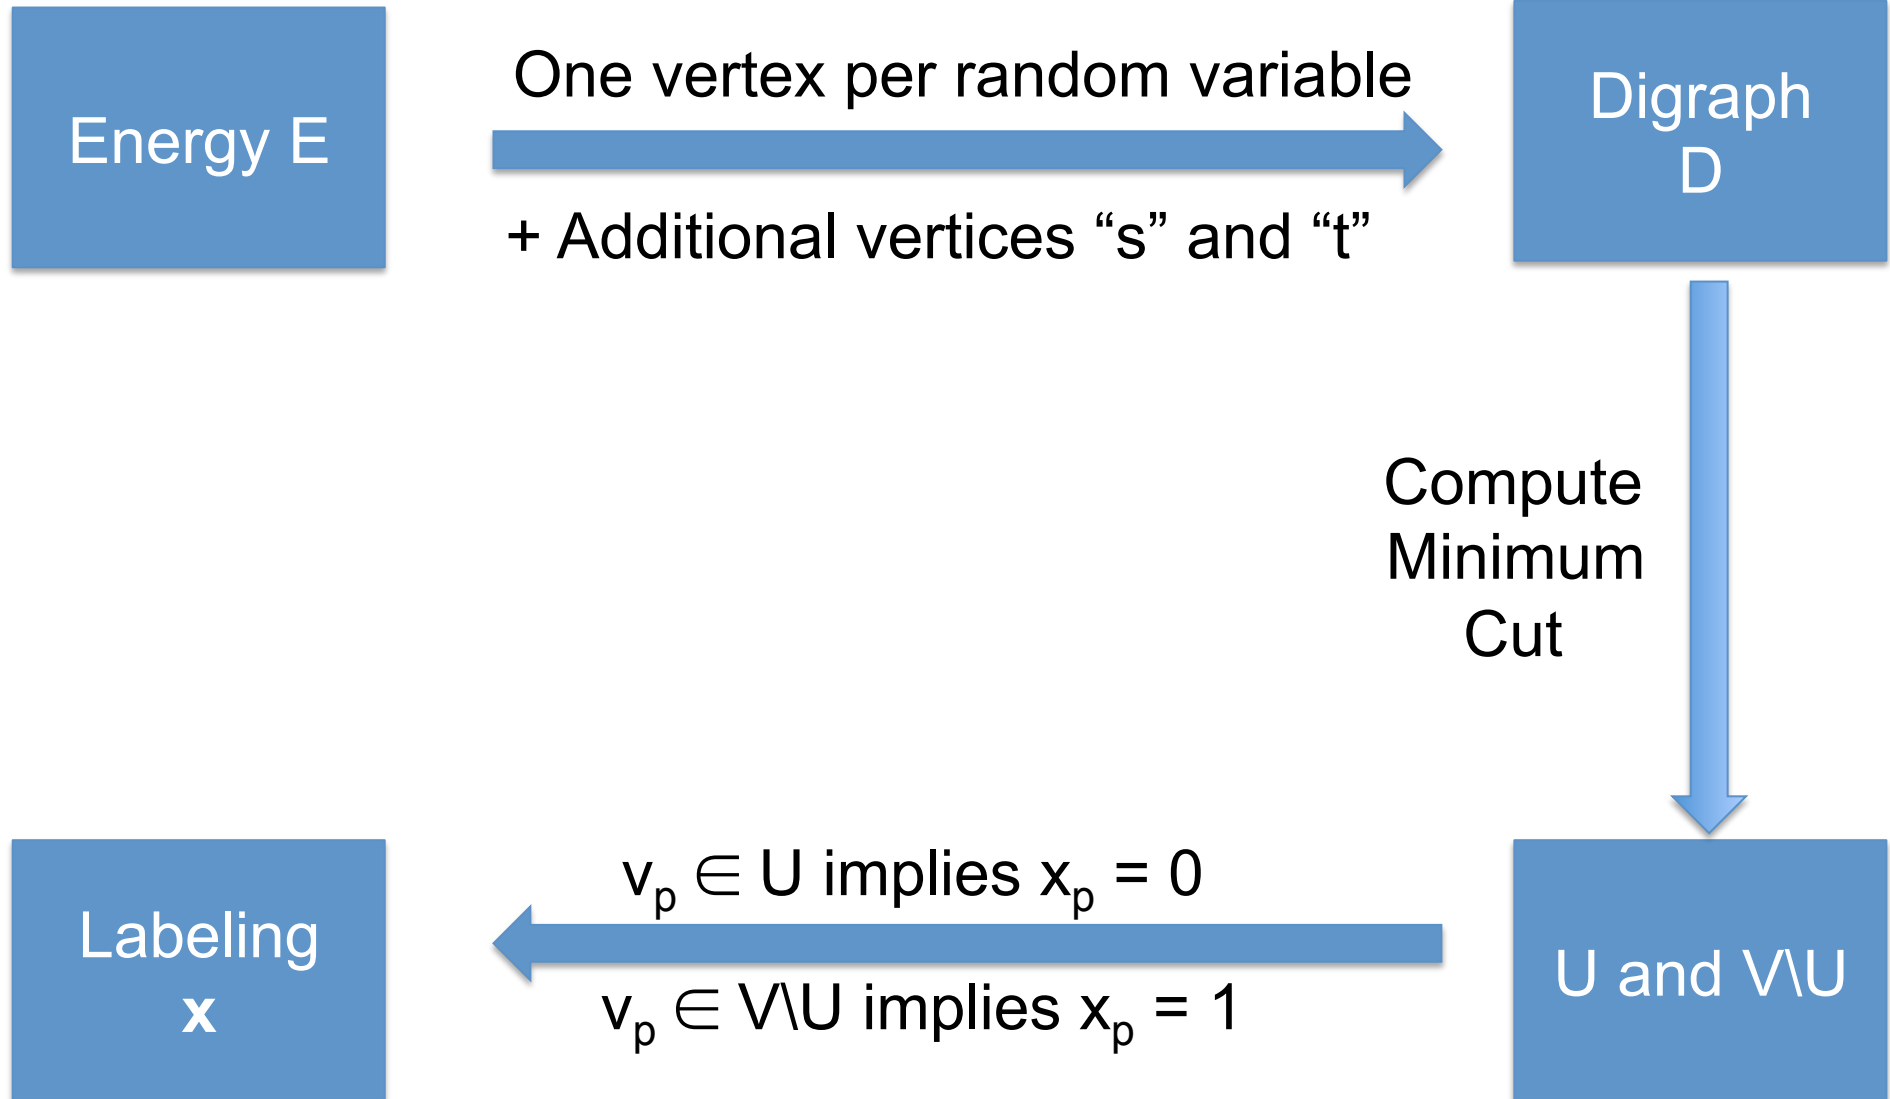 Energy E
One vertex per random variable
+ Additional vertices “s” and “t”
Digraph
D
Compute
Minimum
Cut
U and V\U
vₚ ∈ U implies xₚ = 0
vₚ ∈ V\U implies xₚ = 1
Labeling
x